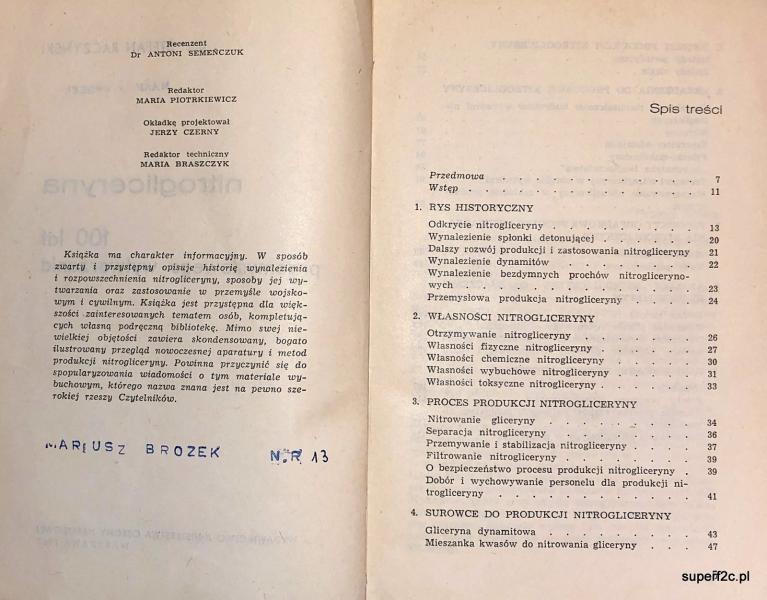 Recenzent
Dr ANTONI SEMEŃCZUK
Redaktor
MARIA PIOTRKIEWICZ
Okładkę projektował
JERZY CZERNY
Redaktor techniczny
MARIA BRASZCZYK
Książka ma charakter informacyjny. W sposób
zwarty i przystępny opisuje historię wynalezienia
i rozpowszechnienia nitrogliceryny, sposoby jej wy-
twarzania oraz zastosowanie w przemyśle wojsko-
wym i cywilnym. Książka jest przystępna dla więk-
szości zainteresowanych tematem osób, kompletują-
cych własną podręczną bibliotekę. Mimo swej nie-
wielkiej objętości zawiera skondensowany, bogato
ilustrowany przegląd nowoczesnej aparatury i metod
produkcji nitrogliceryny. Powinna przyczynić się do
spopularyzowania wiadomości o tym materiale wy-
buchowym, którego nazwa znana jest na pewno sze-
rokiej rzeszy Czytelników.
MARIUSZ BROZEK NR 13
Spis treści
Przedmowa . . . . . . . . . . . 7
Wstęp . . . . . . . . . . . . 11
1. RYS HISTORYCZNY
Odkrycie nitrogliceryny . . . . . . . . 13
Wynalezienie spłonki detonującej . . . . . . 20
Dalszy rozwój produkcji i zastosowania nitrogliceryny 21
Wynalezienie dynamitów . . . . . . . . 22
Wynalezienie bezdymnych prochów nitrogliceryno-
wych . . . . . . . . . . . . 23
Przemysłowa produkcja nitrogliceryny . . . . 24
2. WŁASNOŚCI NITROGLICERYNY
Otrzymywanie nitrogliceryny . . . . . . . 26
Własności fizyczne nitrogliceryny . . . . . . 27
Własności chemiczne nitrogliceryny . . . . . 30
Własności wybuchowe nitrogliceryny . . . . . 31
Własności toksyczne nitrogliceryny . . . . . 33
3. PROCES PRODUKCJI NITROGLICERYNY
Nitrowanie gliceryny . . . . . . . . . 34
Separacja nitrogliceryny . . . . . . . . 36
Przemywanie i stabilizacja nitrogliceryny . . . . 37
Filtrowanie nitrogliceryny . . . . . . . . 39
O bezpieczeństwo procesu produkcji nitrogliceryny . 39
Dobór i wychowywanie personelu dla produkcji ni-
trogliceryny . . . . . . . . . . . 41
4. SUROWCE DO PRODUKCJI NITROGLICERYNY
Gliceryna dynamitowa . . . . . . . . . 43
Mieszanka kwasów do nitrowania gliceryny . . . 47